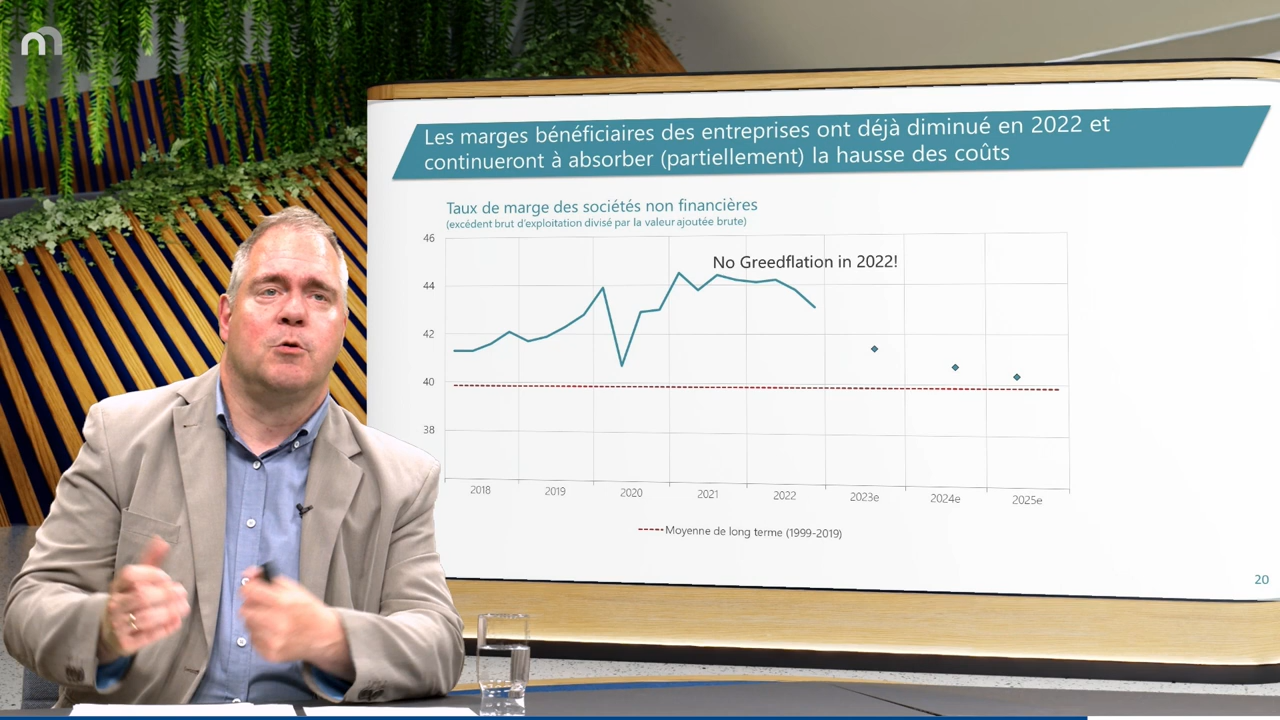 Les marges bénéficiaires des entreprises ont déjà diminué en 2022 et
continueront à absorber (partiellement) la hausse des coûts
Taux de marge des sociétés non financières
(excédent brut d'exploitation divisé par la valeur ajoutée brute)
46
No Greedflation in 2022!
44
42
40
38
2018 2019 2020 2021 2022 2023e 2024e 2025e
Moyenne de long terme (1999-2019)
20